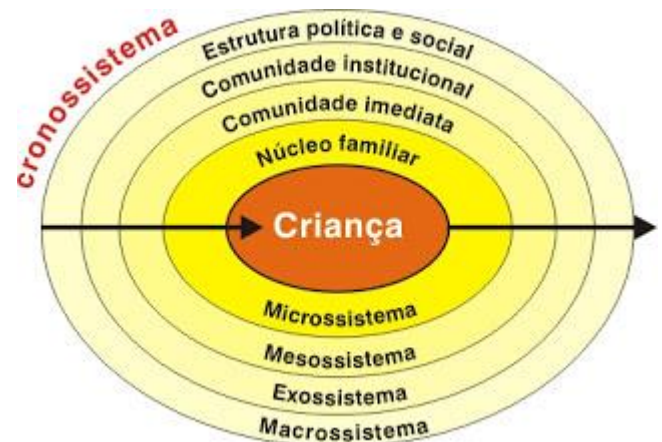 cronossistema
Estrutura política e social
Comunidade institucional
Comunidade imediata
Núcleo familiar
Criança
Microssistema
Mesossistema
Exossistema
Macrossistema